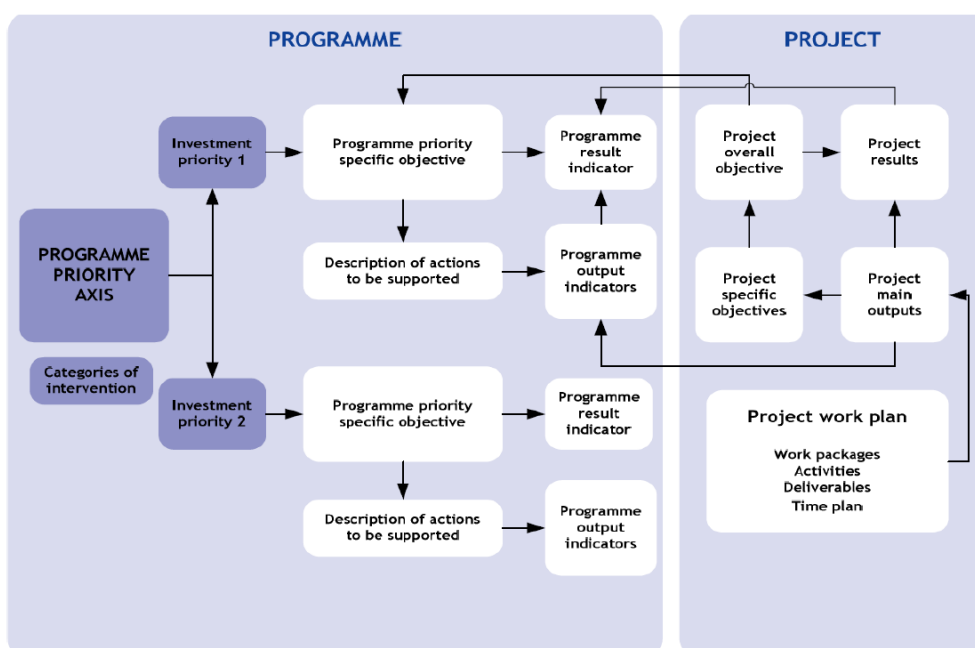 PROGRAMME
PROGRAMME
PRIORITY
AXIS
Categories of
intervention
Investment
priority 1
Programme priority
specific objective
Programme
result
indicator
Description of actions
to be supported
Programme
output
indicators
Investment
priority 2
Programme priority
specific objective
Programme
result
indicator
Description of actions
to be supported
Programme
output
indicators
PROJECT
Project
overall
objective
Project
results
Project
specific
objectives
Project
main
outputs
Project work plan
Work packages
Activities
Deliverables
Time plan